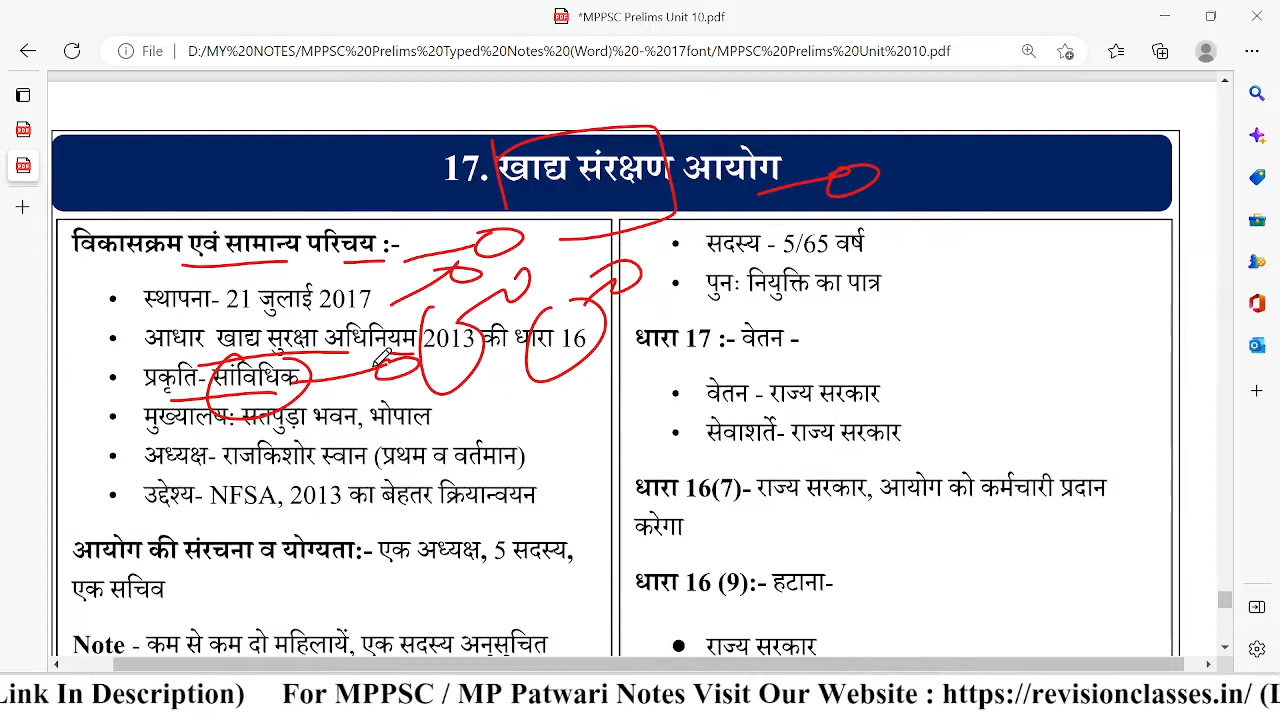 *MPPSC Prelims Unit 10.pdf
File
D:/MY%20NOTES/MPPSC%20Prelims%20Typed%20Notes%20(Word)%20-%2017font/MPPSC%20Prelims%20Unit%2010.pdf
17. खाद्य संरक्षण आयोग
विकासक्रम एवं सामान्य परिचय :-
• स्थापना- 21 जुलाई 2017
• आधार खाद्य सुरक्षा अधिनियम 2013 की धारा 16
• प्रकृति- सांविधिक
• मुख्यालय: सतपुड़ा भवन, भोपाल
• अध्यक्ष- राजकिशोर स्वान (प्रथम व वर्तमान)
• उद्देश्य- NFSA, 2013 का बेहतर क्रियान्वयन
आयोग की संरचना व योग्यता:- एक अध्यक्ष, 5 सदस्य,
एक सचिव
Note - कम से कम दो महिलायें, एक सदस्य अनुसुचित
• सदस्य - 5/65 वर्ष
• पुनः नियुक्ति का पात्र
धारा 17 :- वेतन -
• वेतन - राज्य सरकार
• सेवाशर्ते- राज्य सरकार
धारा 16(7)- राज्य सरकार, आयोग को कर्मचारी प्रदान
करेगा
धारा 16 (9):- हटाना-
● राज्य सरकार
Link In Description) For MPPSC / MP Patwari Notes Visit Our Website : https://revisionclasses.in/ (L